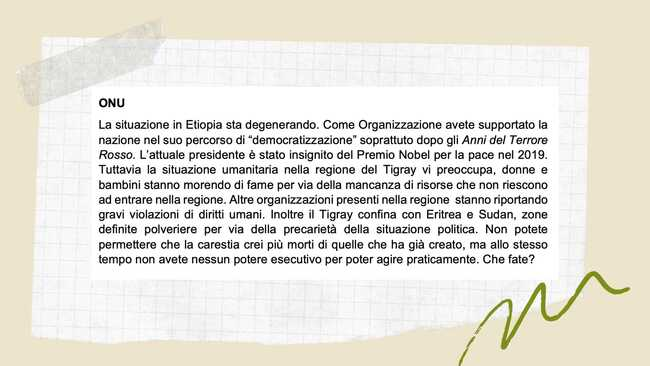 ONU
La situazione in Etiopia sta degenerando. Come Organizzazione avete supportato la
nazione nel suo percorso di “democratizzazione” soprattuto dopo gli Anni del Terrore
Rosso. L’attuale presidente è stato insignito del Premio Nobel per la pace nel 2019.
Tuttavia la situazione umanitaria nella regione del Tigray vi preoccupa, donne e
bambini stanno morendo di fame per via della mancanza di risorse che non riescono
ad entrare nella regione. Altre organizzazioni presenti nella regione stanno riportando
gravi violazioni di diritti umani. Inoltre il Tigray confina con Eritrea e Sudan, zone
definite polveriere per via della precarietà della situazione politica. Non potete
permettere che la carestia crei più morti di quelle che ha già creato, ma allo stesso
tempo non avete nessun potere esecutivo per poter agire praticamente. Che fate?